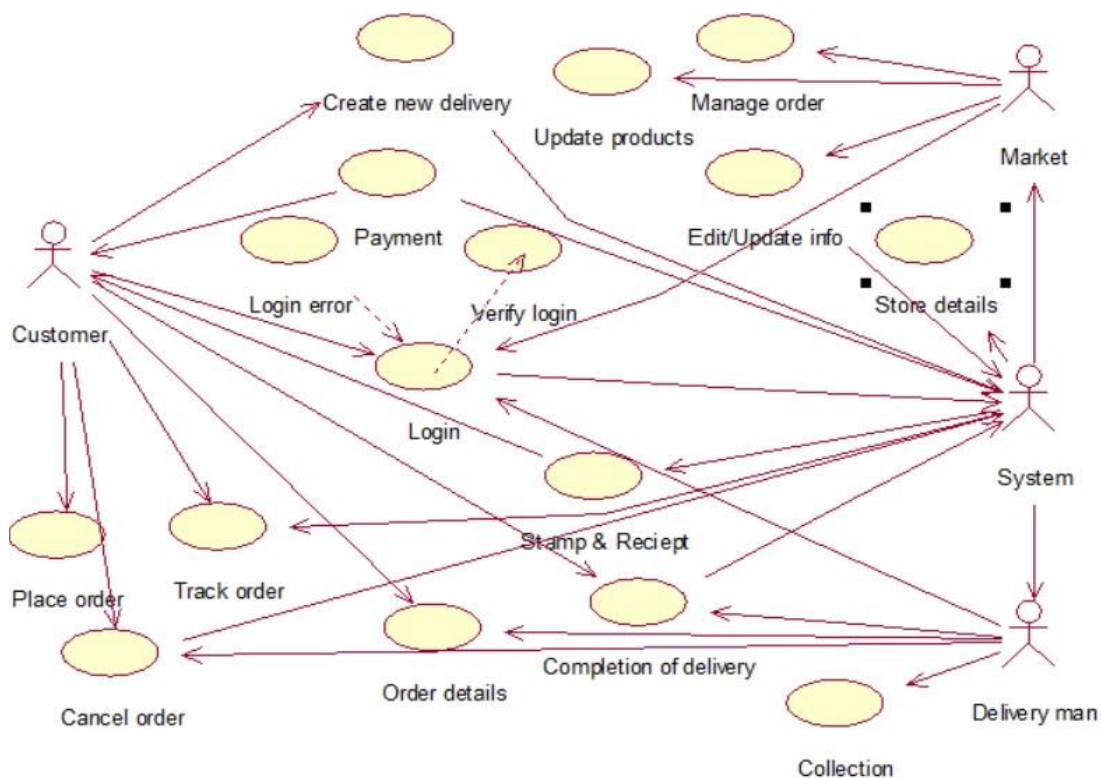 Create new delivery
Manage order
Update products
Market
Payment
Edit/Update info
Login error
Verify login
Store details
Customer
Login
System
Stamp & Reciept
Place order
Track order
Completion of delivery
Order details
Cancel order
Delivery man
Collection